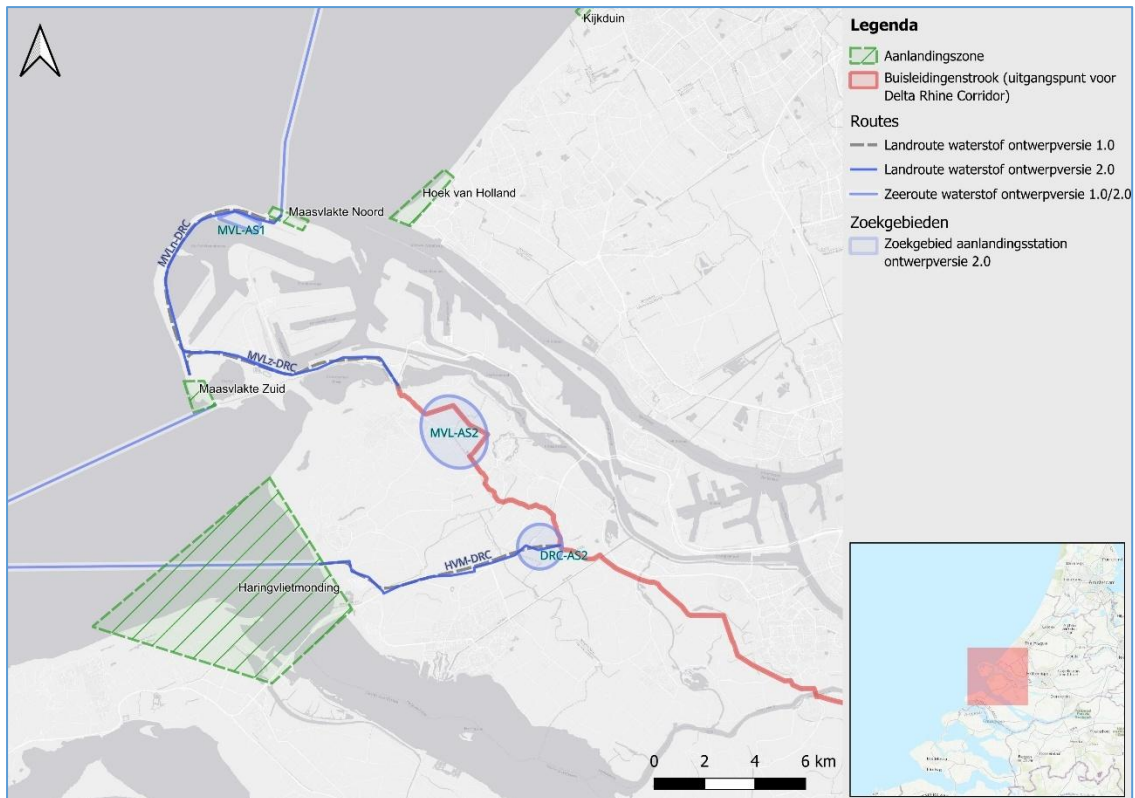 Kijkduin
Hoek van Holland
Maasvlakte Noord
MVL-AS1
MVLn-DRC
MVLz-DRC
Maasvlakte Zuid
MVL-AS2
DRC-AS2
HVM-DRC
Haringvlietmonding
0 2 4 6 km
Legenda
Aanlandingszone
Buisleidingenstrook (uitgangspunt voor
Delta Rhine Corridor)
Routes
Landroute waterstof ontwerpversie 1.0
Landroute waterstof ontwerpversie 2.0
Zeeroute waterstof ontwerpversie 1.0/2.0
Zoekgebieden
Zoekgebied aanlandingsstation
ontwerpversie 2.0